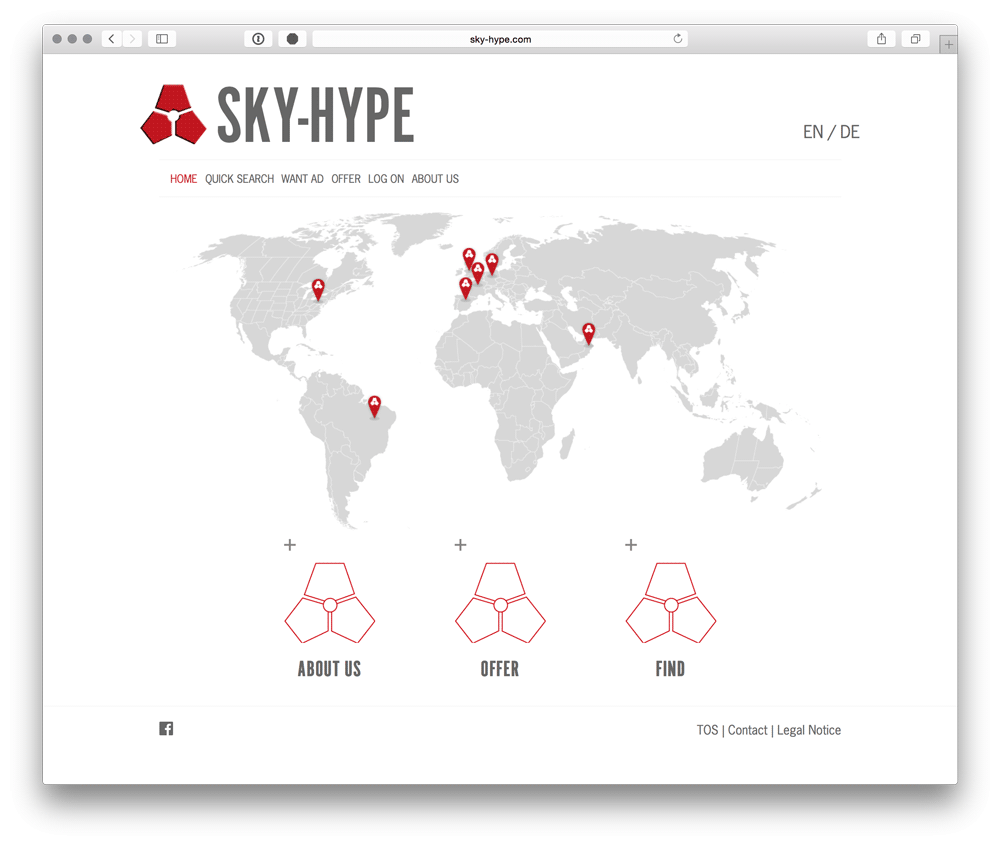 sky-hype.com
SKY-HYPE
EN / DE
HOME QUICK SEARCH WANT AD OFFER LOG ON ABOUT US
ABOUT US OFFER FIND
TOS | Contact | Legal Notice